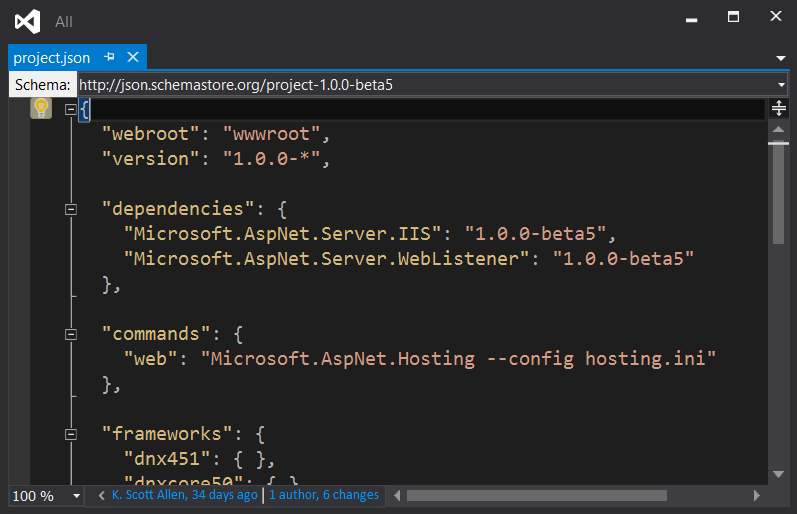 All
project.json
Schema: http://json.schemastore.org/project-1.0.0-beta5
{
"webroot": "wwwroot",
"version": "1.0.0-*",
"dependencies": {
"Microsoft.AspNet.Server.IIS": "1.0.0-beta5",
"Microsoft.AspNet.Server.WebListener": "1.0.0-beta5"
},
"commands": {
"web": "Microsoft.AspNet.Hosting --config hosting.ini"
},
"frameworks": {
"dnx451": { },
"dnxcore50": { }
100 % K. Scott Allen, 34 days ago | 1 author, 6 changes